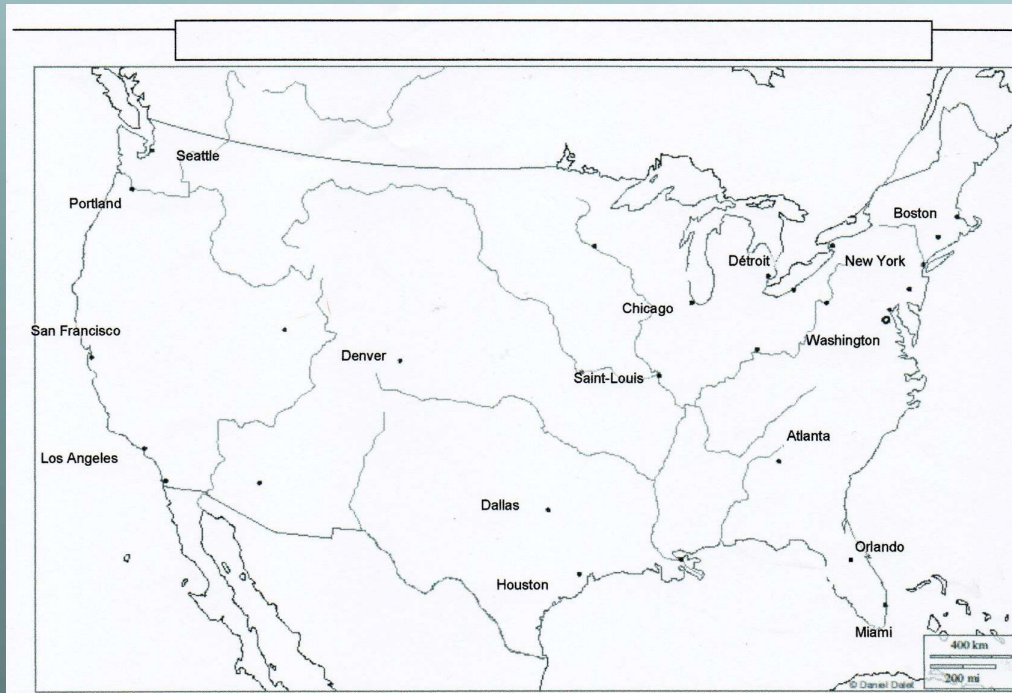 Seattle
Portland
Boston
Détroit
New York
Chicago
San Francisco
Washington
Denver
Saint-Louis
Atlanta
Los Angeles
Dallas
Orlando
Houston
Miami
400 km
200 mi
© Daniel Dalet